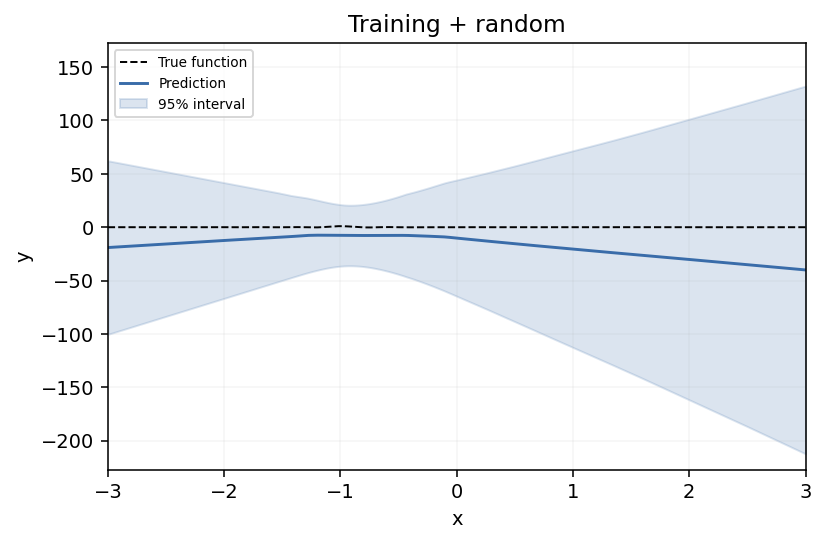 Training + random
True function
Prediction
95% interval
150
100
50
0
−50
−100
−150
−200
y
−3 −2 −1 0 1 2 3
x